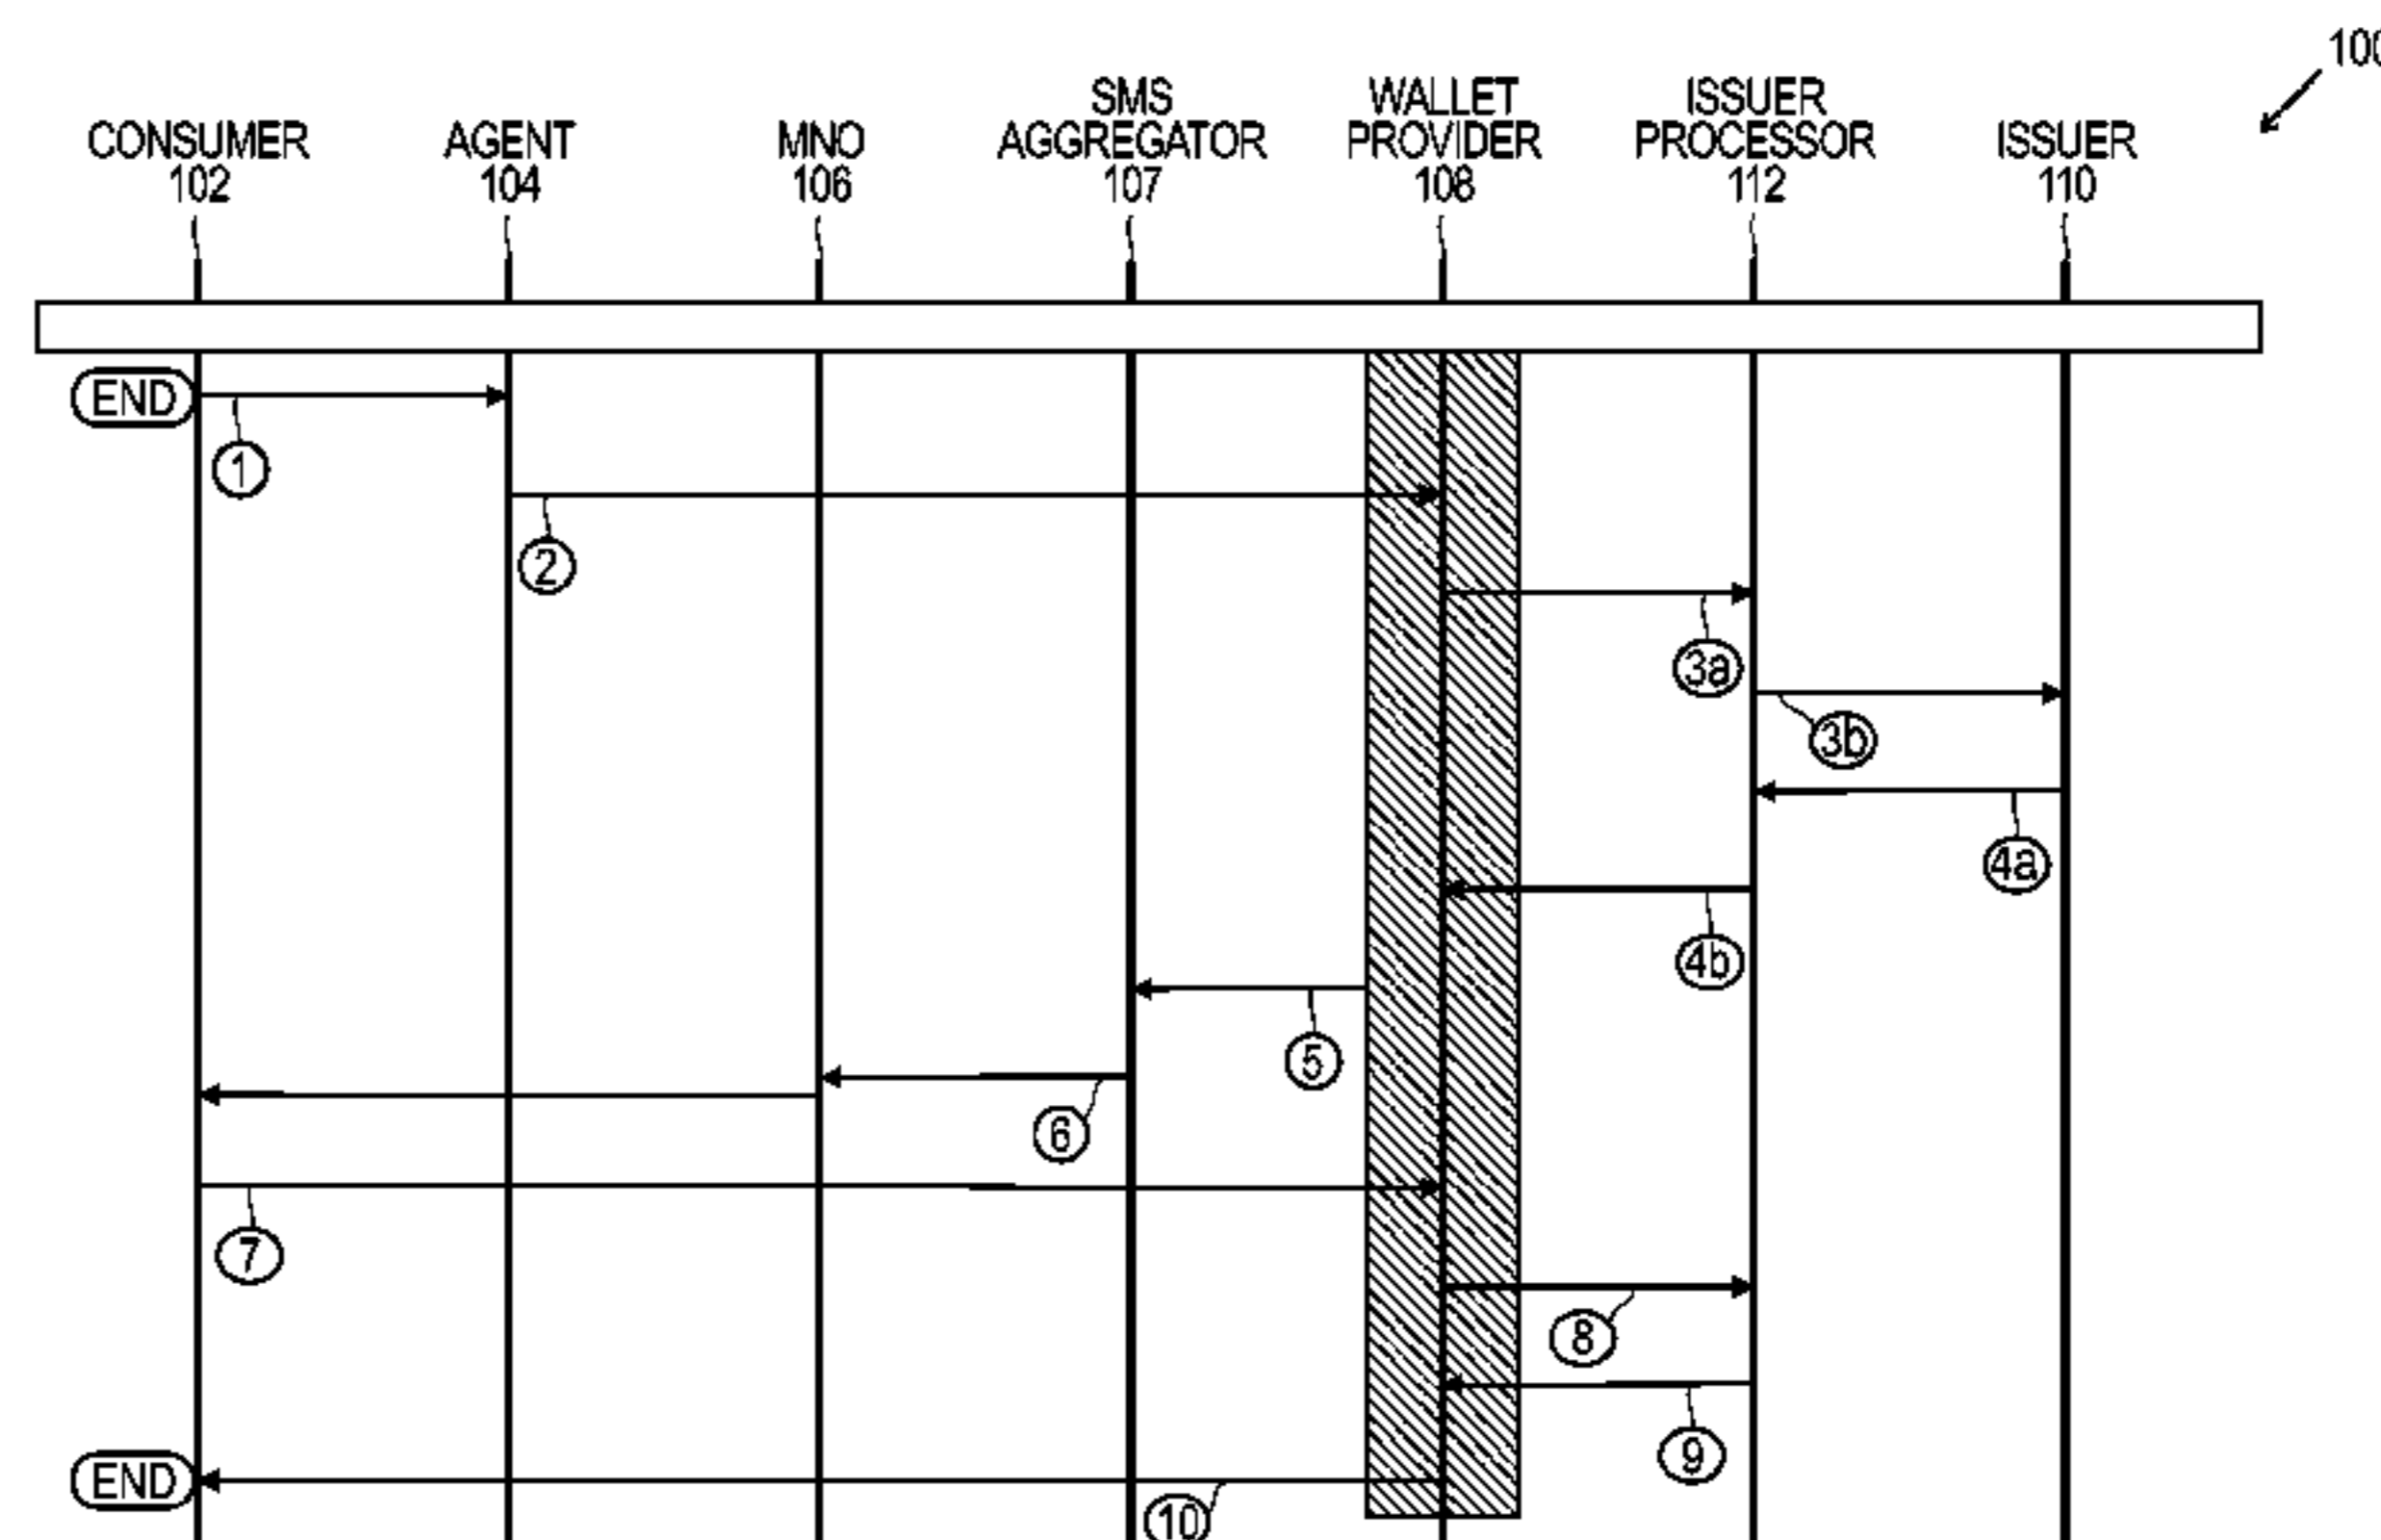 100
CONSUMER
102
AGENT
104
MNO
106
SMS
AGGREGATOR
107
WALLET
PROVIDER
108
ISSUER
PROCESSOR
112
ISSUER
110
END
1
2
3a
3b
4a
4b
5
6
7
8
9
END
10